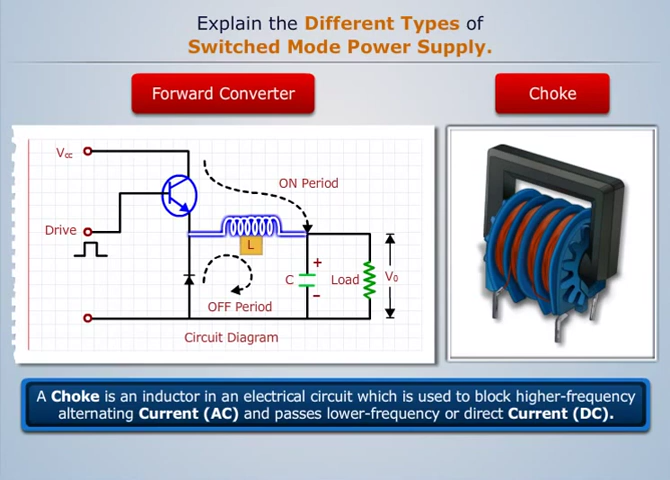 Explain the Different Types of
Switched Mode Power Supply.
Forward Converter
Choke
Vcc
ON Period
Drive
L
+
C
Load
V0
–
OFF Period
Circuit Diagram
A Choke is an inductor in an electrical circuit which is used to block higher-frequency
alternating Current (AC) and passes lower-frequency or direct Current (DC).